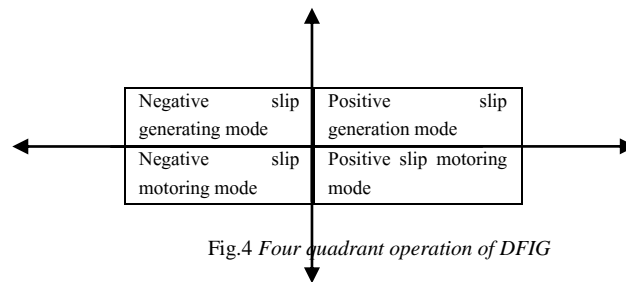 Negative slip
generating mode
Positive slip
generation mode
Negative slip
motoring mode
Positive slip motoring
mode
Fig.4 Four quadrant operation of DFIG